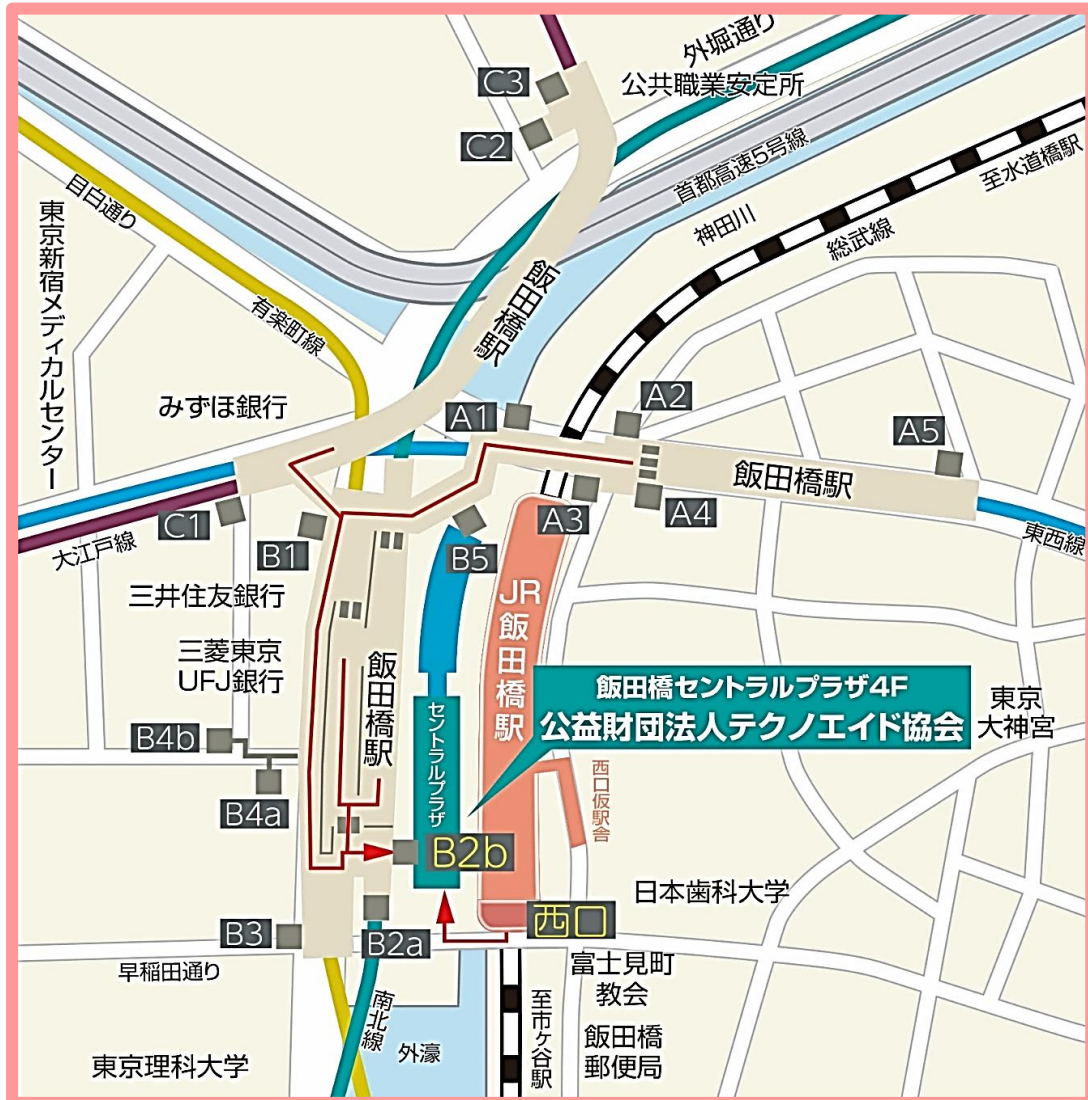 外堀通り
公共職業安定所
C3
C2
首都高速5号線
至水道橋駅
神田川
総武線
目白通り
東京新宿メディカルセンター
有楽町線
飯田橋駅
みずほ銀行
A1
A2
A5
飯田橋駅
C1
大江戸線
B1
B5
A3
A4
東西線
三井住友銀行
三菱東京
UFJ銀行
JR飯田橋駅
飯田橋駅
飯田橋セントラルプラザ4F
公益財団法人テクノエイド協会
東京
大神宮
セントラルプラザ
西口仮駅舎
B4b
B4a
B2b
日本歯科大学
西口
B3
B2a
早稲田通り
富士見町
教会
南北線
外濠
至市ヶ谷駅
飯田橋
郵便局
東京理科大学